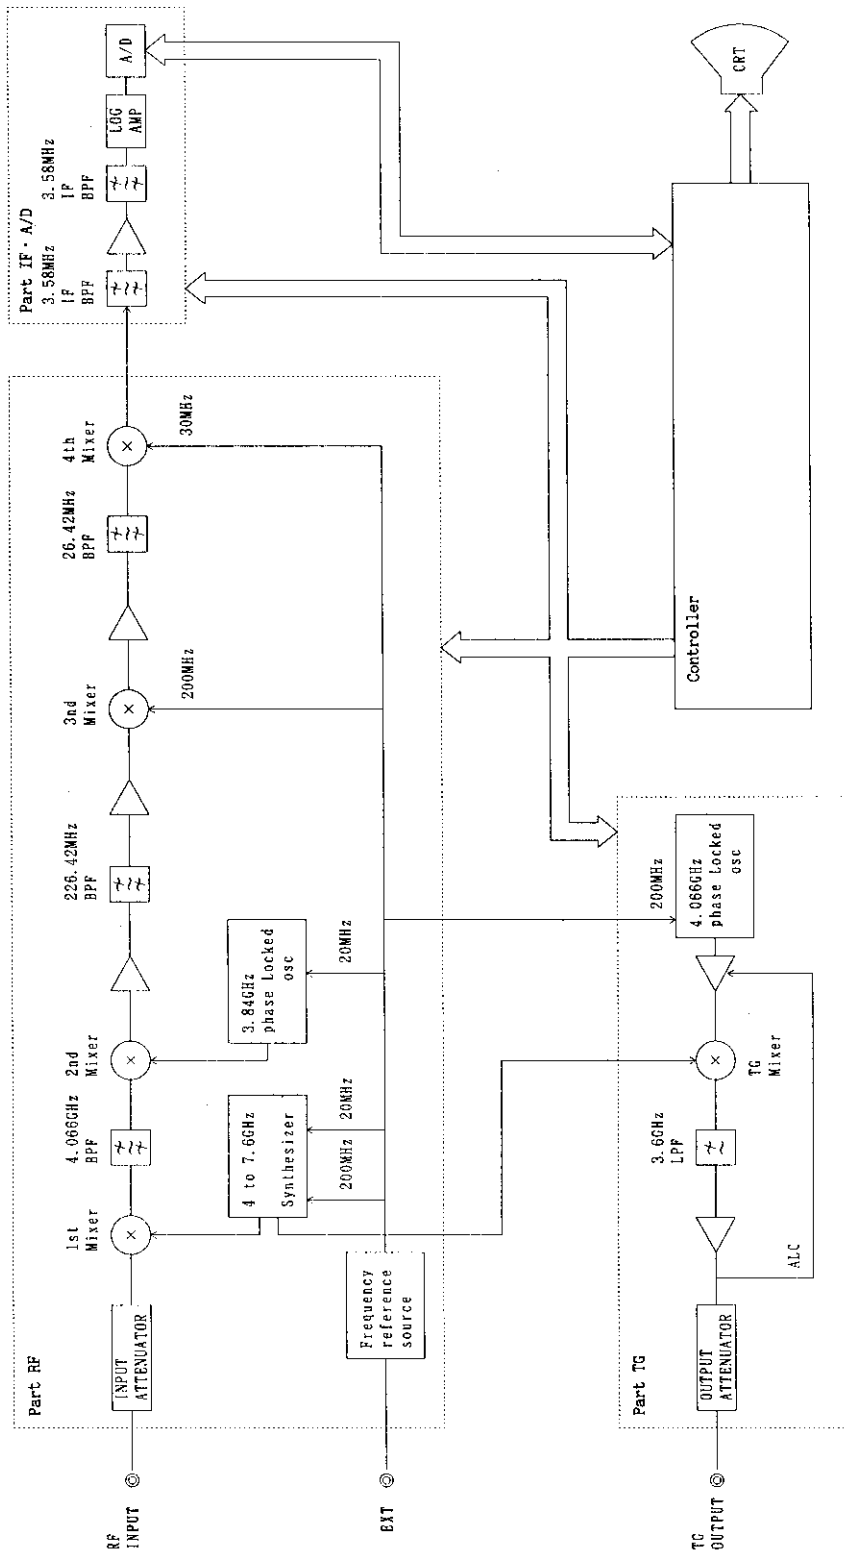 Part RF
RF
INPUT
INPUT
ATTENUATOR
1st
Mixer
4.066GHz
BPF
2nd
Mixer
226.42MHz
BPF
3nd
Mixer
26.42MHz
BPF
4th
Mixer
4 to 7.6GHz
Synthesizer
3.84GHz
phase Locked
osc
200MHz
20MHz
20MHz
200MHz
30MHz
EXT
Frequency
reference
source
Part IF·A/D
3.58MHz
IF
BPF
3.58MHz
IF
BPF
LOG
AMP
A/D
Part TG
TG
OUTPUT
OUTPUT
ATTENUATOR
ALC
3.6GHz
LPF
TG
Mixer
200MHz
4.066GHz
phase Locked
osc
Controller
CRT